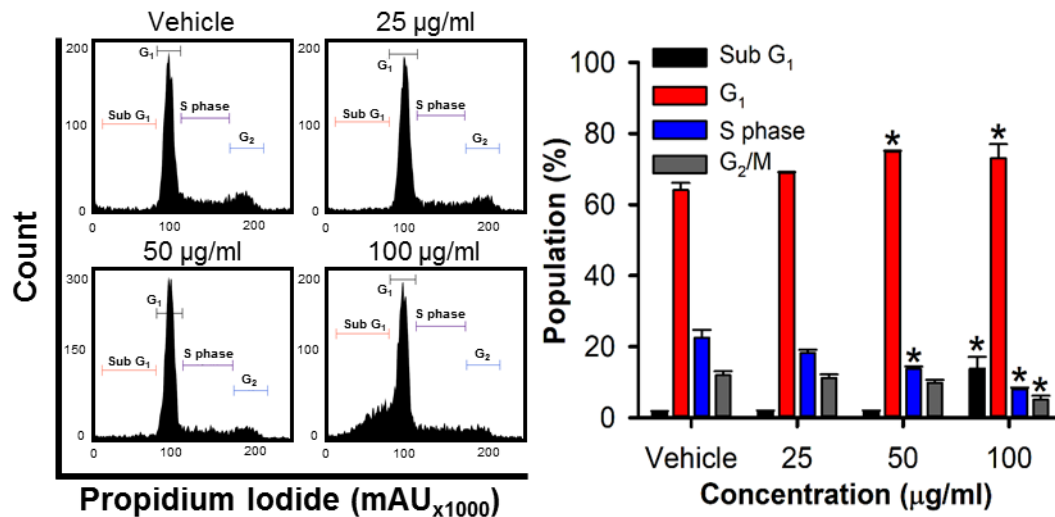 Vehicle
200
100
0
G₁
Sub G₁
S phase
G₂
0 100 200
25 µg/ml
200
100
0
G₁
Sub G₁
S phase
G₂
0 100 200
50 µg/ml
300
150
0
G₁
Sub G₁
S phase
G₂
0 100 200
100 µg/ml
200
100
0
G₁
Sub G₁
S phase
G₂
0 100 200
Count
Propidium Iodide (mAUx1000)
Population (%)
100
80
60
40
20
0
Sub G₁
G₁
S phase
G₂/M
* *
* * * *
Vehicle 25 50 100
Concentration (µg/ml)